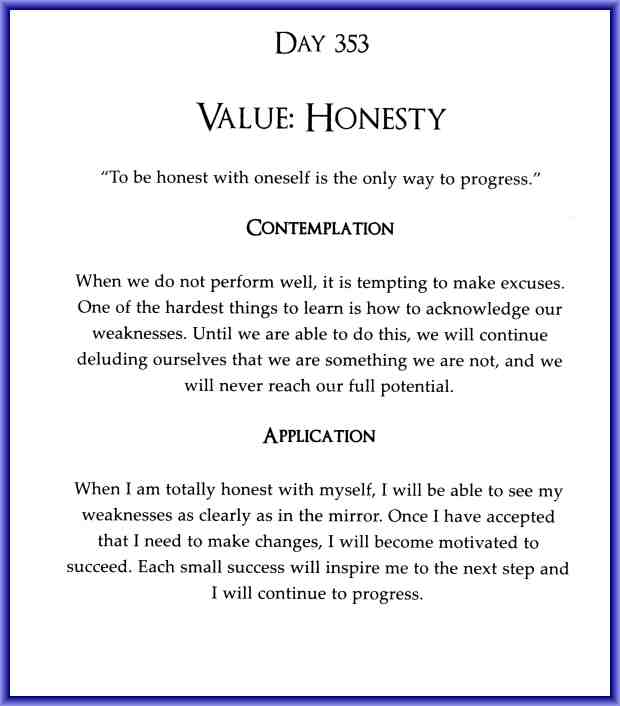 DAY 353
VALUE: HONESTY
“To be honest with oneself is the only way to progress.”
CONTEMPLATION
When we do not perform well, it is tempting to make excuses.
One of the hardest things to learn is how to acknowledge our
weaknesses. Until we are able to do this, we will continue
deluding ourselves that we are something we are not, and we
will never reach our full potential.
APPLICATION
When I am totally honest with myself, I will be able to see my
weaknesses as clearly as in the mirror. Once I have accepted
that I need to make changes, I will become motivated to
succeed. Each small success will inspire me to the next step and
I will continue to progress.